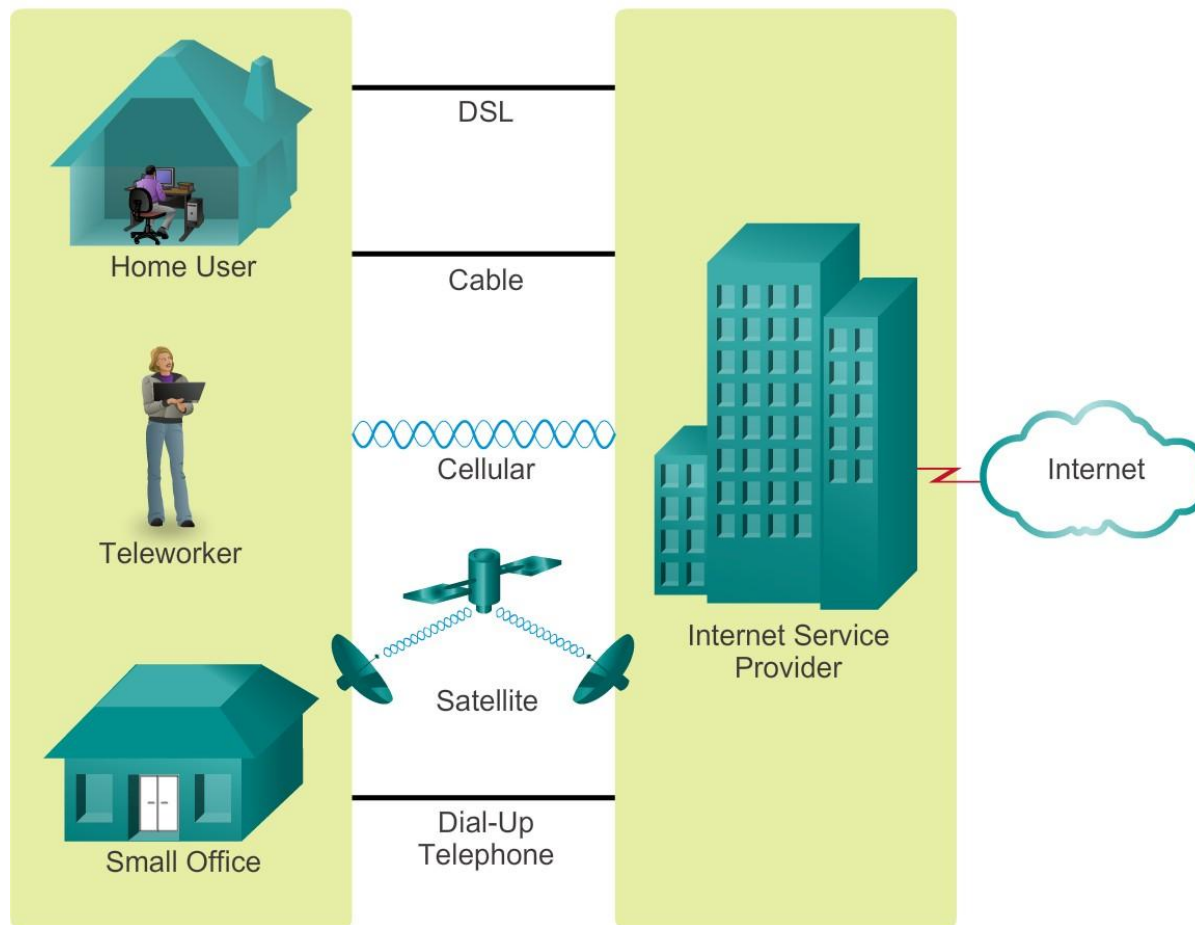 DSL
Home User
Cable
Cellular
Internet
Teleworker
Internet Service
Provider
Satellite
Dial-Up
Telephone
Small Office